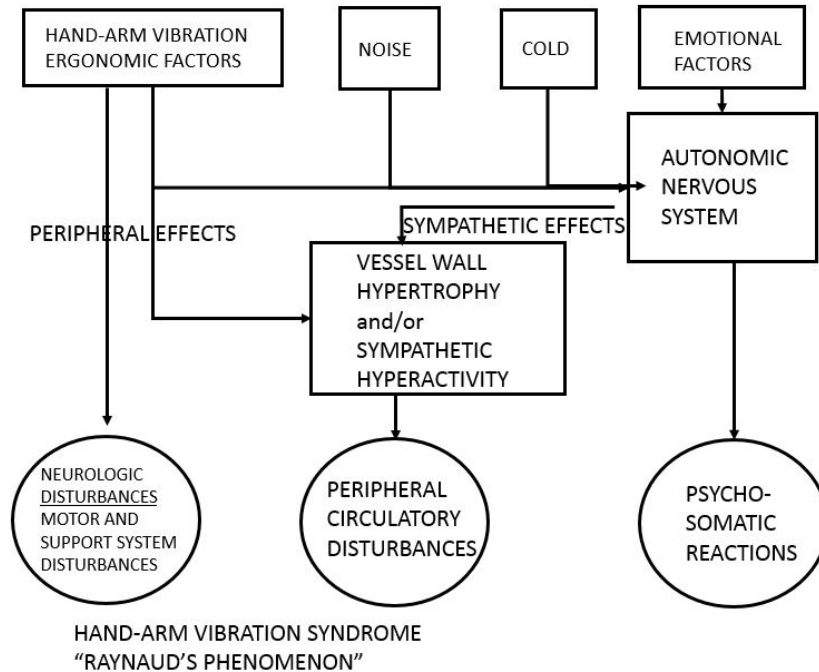 HAND-ARM VIBRATION
ERGONOMIC FACTORS
NOISE
COLD
EMOTIONAL
FACTORS
AUTONOMIC
NERVOUS
SYSTEM
PERIPHERAL EFFECTS
SYMPATHETIC EFFECTS
VESSEL WALL
HYPERTROPHY
and/or
SYMPATHETIC
HYPERACTIVITY
NEUROLOGIC
DISTURBANCES
MOTOR AND
SUPPORT SYSTEM
DISTURBANCES
PERIPHERAL
CIRCULATORY
DISTURBANCES
PSYCHO-
SOMATIC
REACTIONS
HAND-ARM VIBRATION SYNDROME
“RAYNAUD’S PHENOMENON”